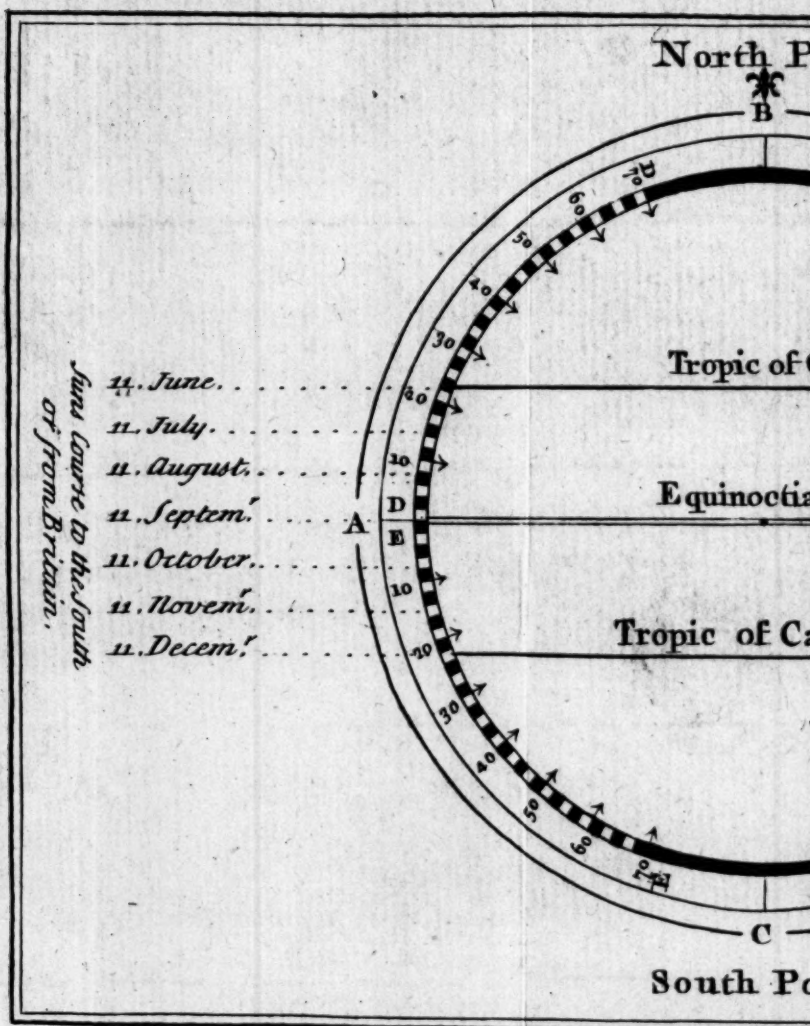 North P
B
D
70
60
50
40
30
20
10
Tropic of
11. June.
11. July.
11. August.
11. Septem.r
11. October.
11. Novem.r
11. Decem.r
Suns Course to the South
or from Britain.
Equinoctia
A
D
E
10
20
30
40
50
60
70
E
Tropic of Ca
C
South Po